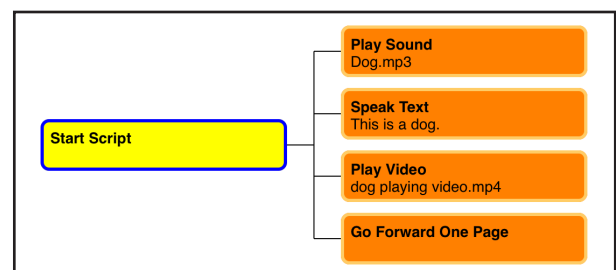 Start Script
Play Sound
Dog.mp3
Speak Text
This is a dog.
Play Video
dog playing video.mp4
Go Forward One Page